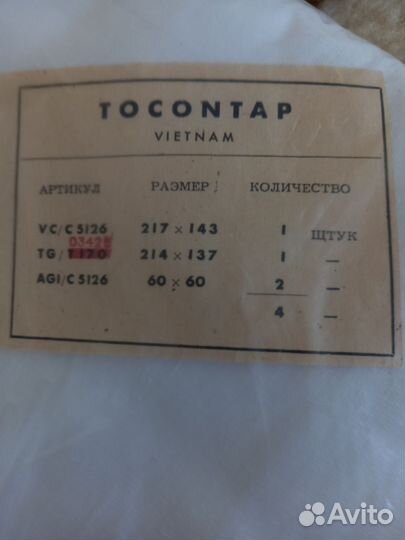 TOCONTAP
VIETNAM
АРТИКУЛ РАЗМЕР КОЛИЧЕСТВО
VC/C 5126 217 × 143 1 ШТУК
03428
TG/T 170 214 × 137 1 —
AGI/C 5126 60 × 60 2 —
4 —
Avito